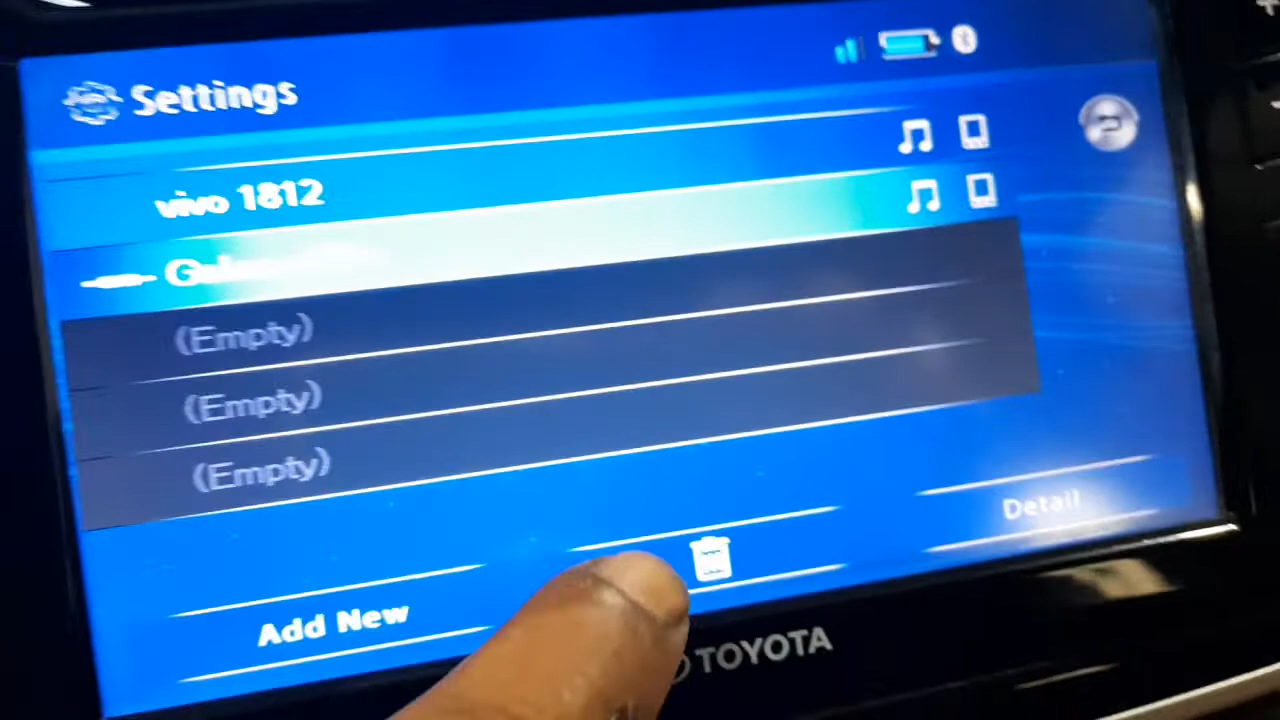 Settings
vivo 1812
(Empty)
(Empty)
(Empty)
Detail
Add New
TOYOTA